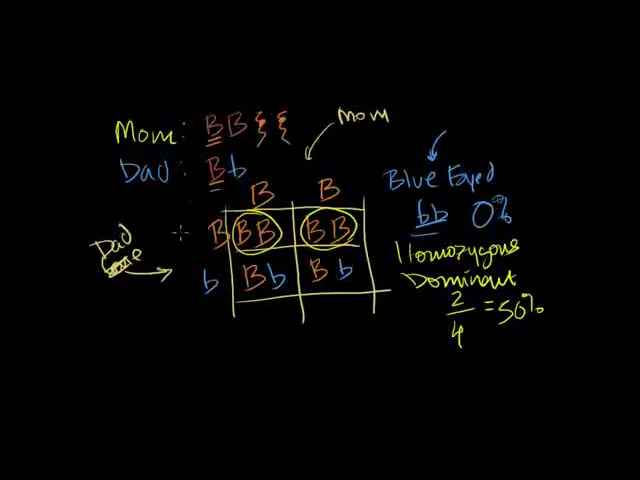 Mom: BB
Dad: Bb
Mom
B B
B BB BB
b Bb Bb
Dad
Blue Eyed
bb 0%
Homozygous
Dominant
2/4 = 50%